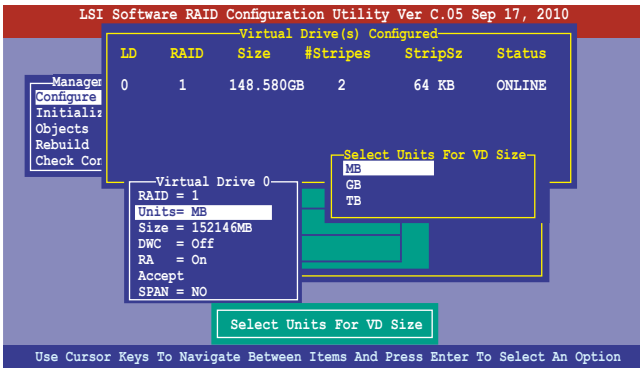 LSI Software RAID Configuration Utility Ver C.05 Sep 17, 2010
Virtual Drive(s) Configured
LD RAID Size #Stripes StripSz Status
0 1 148.580GB 2 64 KB ONLINE
Managem
Configure
Initializ
Objects
Rebuild
Check Con
Select Units For VD Size
MB
GB
TB
Virtual Drive 0
RAID = 1
Units= MB
Size = 152146MB
DWC = Off
RA = On
Accept
SPAN = NO
Select Units For VD Size
Use Cursor Keys To Navigate Between Items And Press Enter To Select An Option